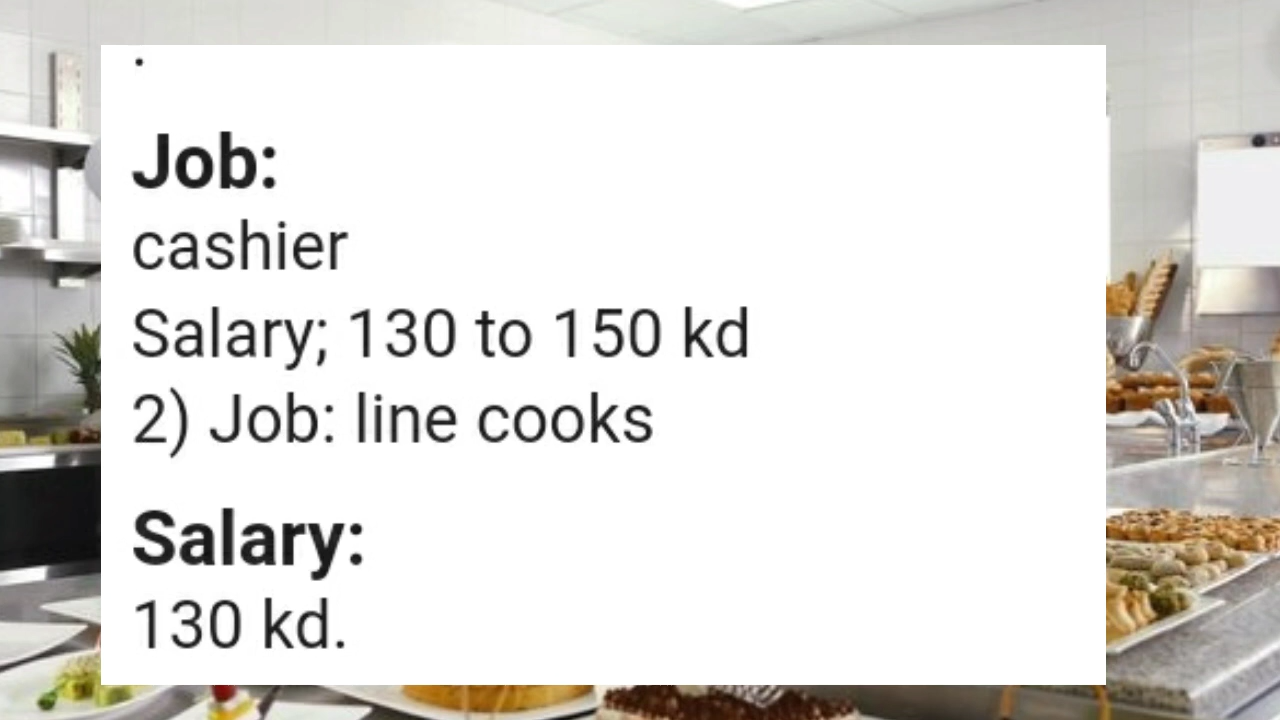 Job:
cashier
Salary; 130 to 150 kd
2) Job: line cooks
Salary:
130 kd.